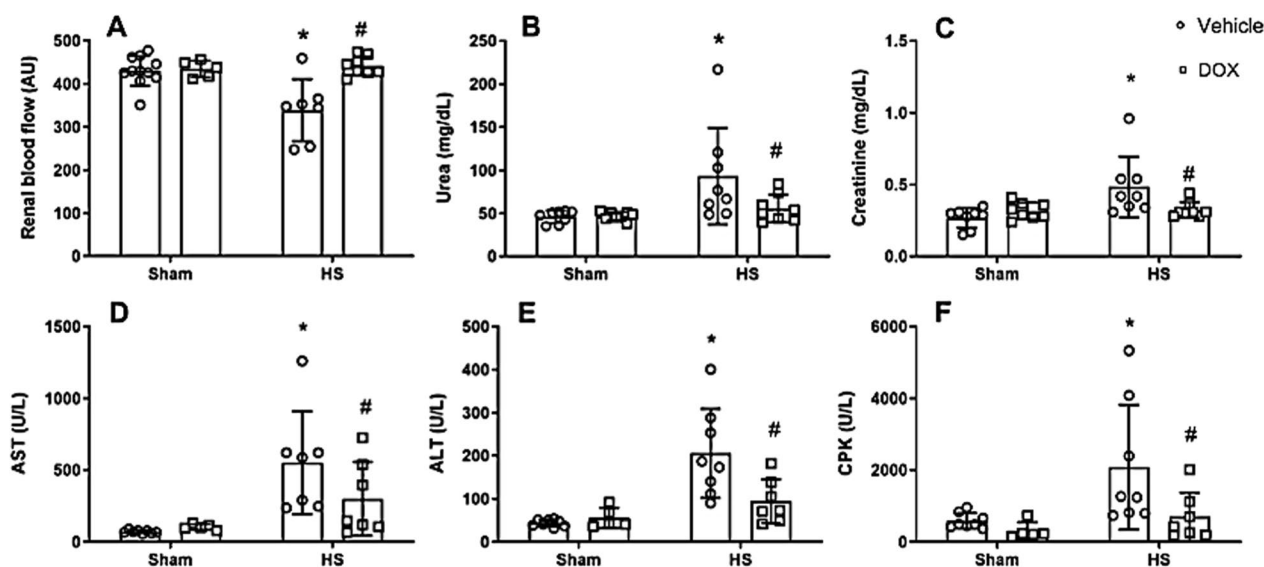 A
Renal blood flow (AU)
500
400
300
200
100
0
*
#
Sham
HS
B
Urea (mg/dL)
250
200
150
100
50
0
*
#
Sham
HS
C
Creatinine (mg/dL)
1.5
1.0
0.5
0.0
*
#
Sham
HS
Vehicle
DOX
D
AST (U/L)
1500
1000
500
0
*
#
Sham
HS
E
ALT (U/L)
500
400
300
200
100
0
*
#
Sham
HS
F
CPK (U/L)
6000
4000
2000
0
*
#
Sham
HS